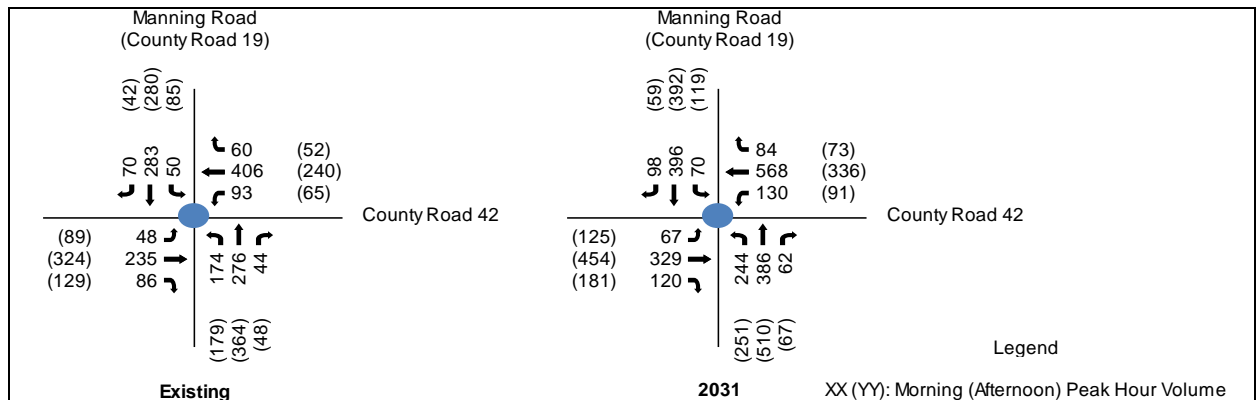 Manning Road
(County Road 19)
(42) (280) (85)
70 283 50
60 (52)
406 (240)
93 (65)
County Road 42
(89) 48
(324) 235
(129) 86
174 276 44
(179) (364) (48)
Existing
Manning Road
(County Road 19)
(59) (392) (119)
98 396 70
84 (73)
568 (336)
130 (91)
County Road 42
(125) 67
(454) 329
(181) 120
244 386 62
(251) (510) (67)
2031
Legend
XX (YY): Morning (Afternoon) Peak Hour Volume